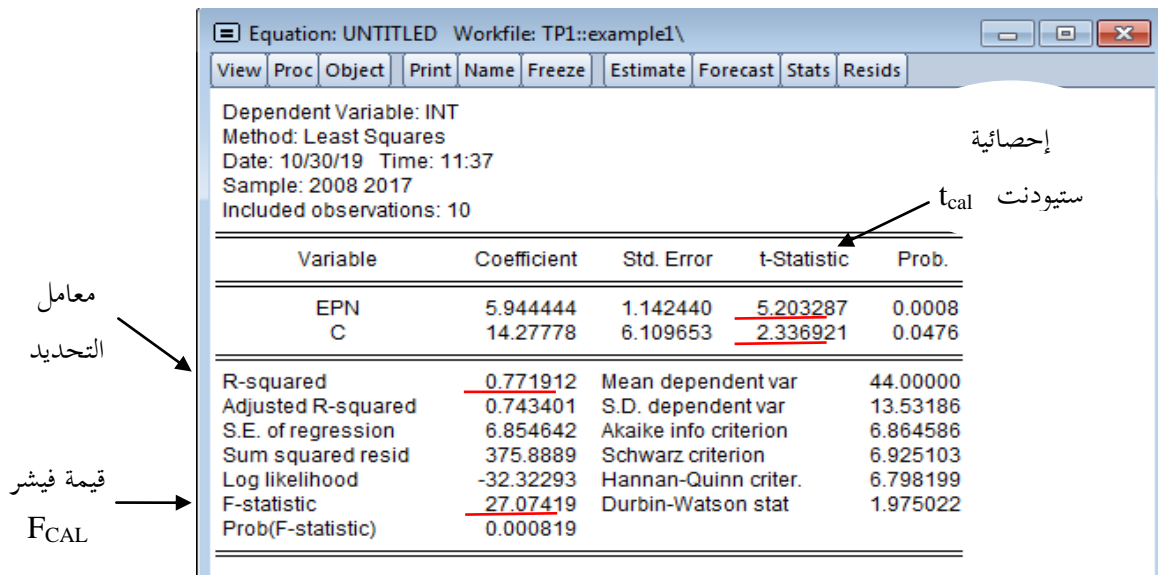 Equation: UNTITLED Workfile: TP1::example1\
View Proc Object Print Name Freeze Estimate Forecast Stats Resids
Dependent Variable: INT
Method: Least Squares
Date: 10/30/19 Time: 11:37
Sample: 2008 2017
Included observations: 10
إحصائية
ستيودنت tcal
Variable Coefficient Std. Error t-Statistic Prob.
EPN 5.944444 1.142440 5.203287 0.0008
C 14.27778 6.109653 2.336921 0.0476
معامل
التحديد
R-squared 0.771912 Mean dependent var 44.00000
Adjusted R-squared 0.743401 S.D. dependent var 13.53186
S.E. of regression 6.854642 Akaike info criterion 6.864586
Sum squared resid 375.8889 Schwarz criterion 6.925103
Log likelihood -32.32293 Hannan-Quinn criter. 6.798199
F-statistic 27.07419 Durbin-Watson stat 1.975022
Prob(F-statistic) 0.000819
قيمة فيشر
FCAL